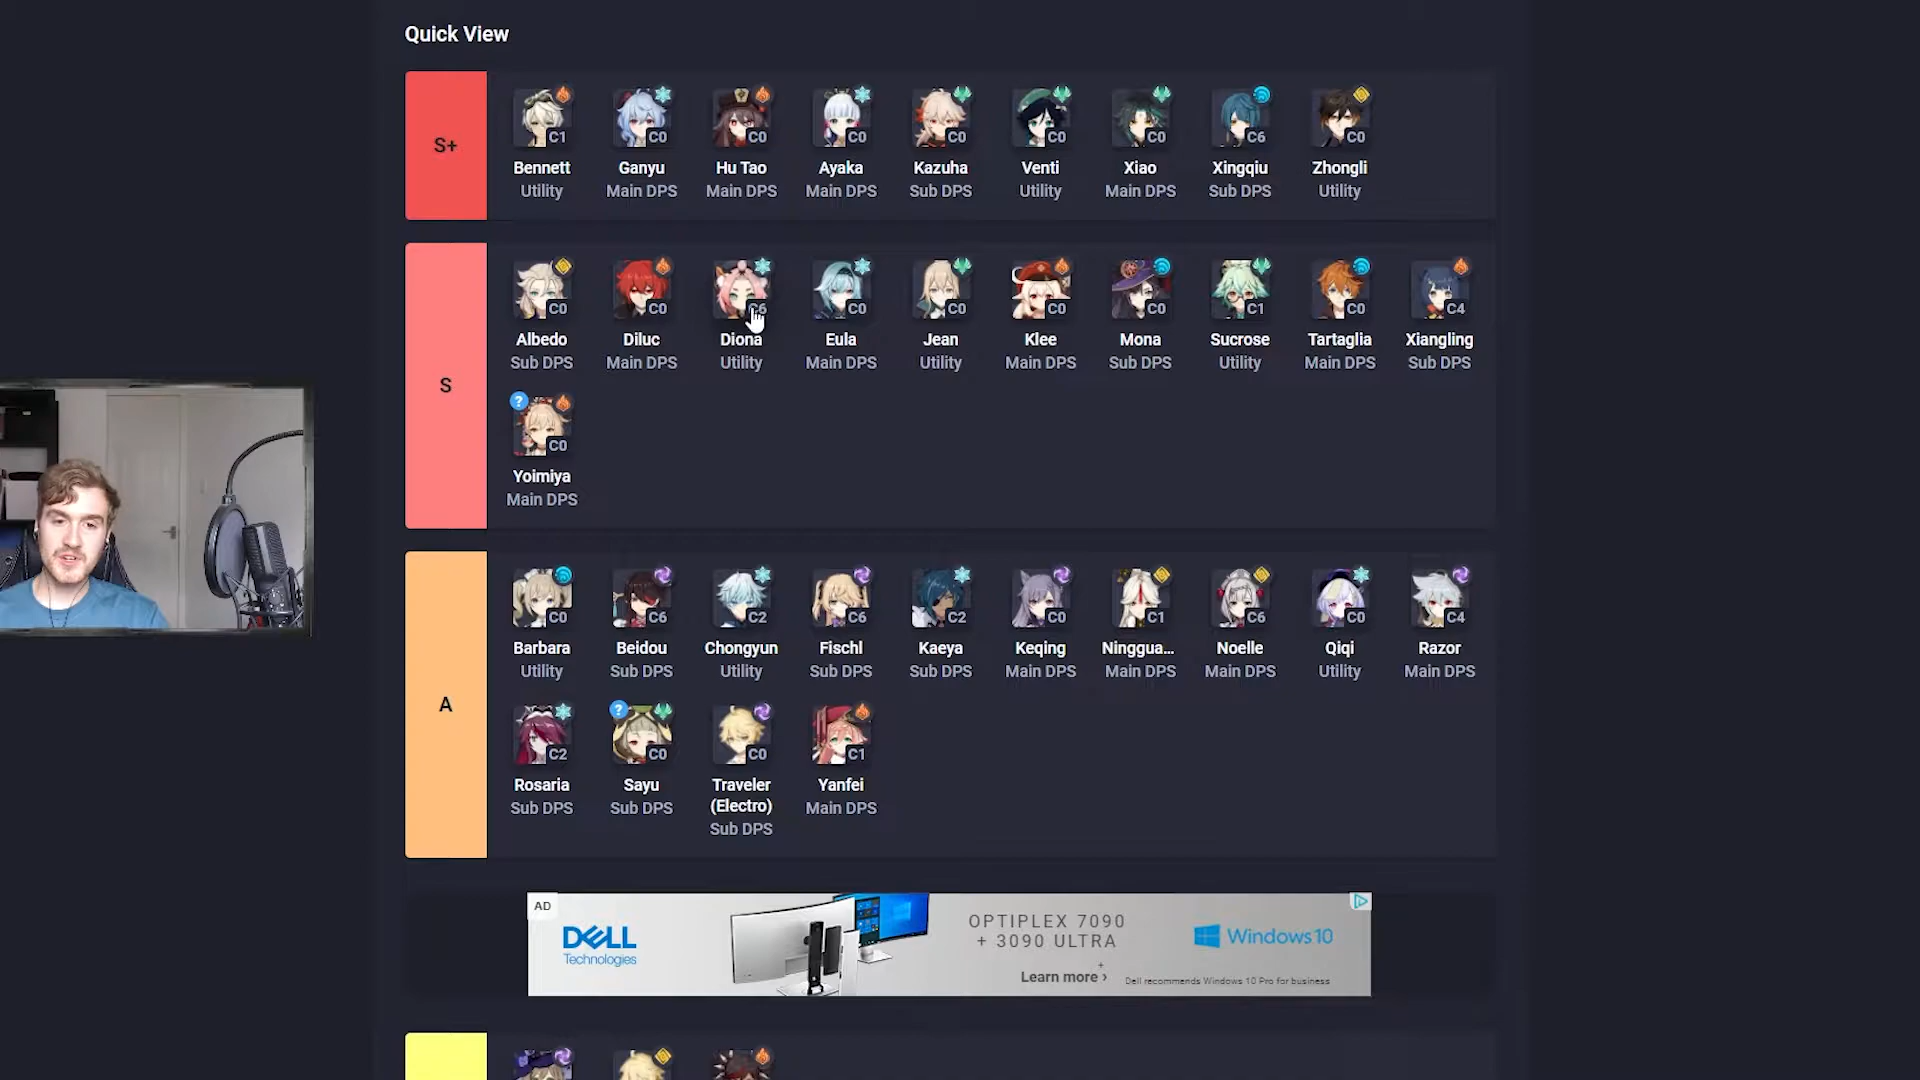 Quick View
S+
C1 C0 C0 C0 C0 C0 C0 C6 C0
Bennett Ganyu Hu Tao Ayaka Kazuha Venti Xiao Xingqiu Zhongli
Utility Main DPS Main DPS Main DPS Sub DPS Utility Main DPS Sub DPS Utility
S
C0 C0 C6 C0 C0 C0 C0 C1 C0 C4
Albedo Diluc Diona Eula Jean Klee Mona Sucrose Tartaglia Xiangling
Sub DPS Main DPS Utility Main DPS Utility Main DPS Sub DPS Utility Main DPS Sub DPS
?
C0
Yoimiya
Main DPS
A
C0 C6 C2 C6 C2 C0 C1 C6 C0 C4
Barbara Beidou Chongyun Fischl Kaeya Keqing Ninggua... Noelle Qiqi Razor
Utility Sub DPS Utility Sub DPS Sub DPS Main DPS Main DPS Main DPS Utility Main DPS
?
C2 C0 C0 C1
Rosaria Sayu Traveler Yanfei
(Electro)
Sub DPS Sub DPS Sub DPS Main DPS
AD
DELL
Technologies
OPTIPLEX 7090
+ 3090 ULTRA
Learn more ›
Windows 10
Dell recommends Windows 10 Pro for business